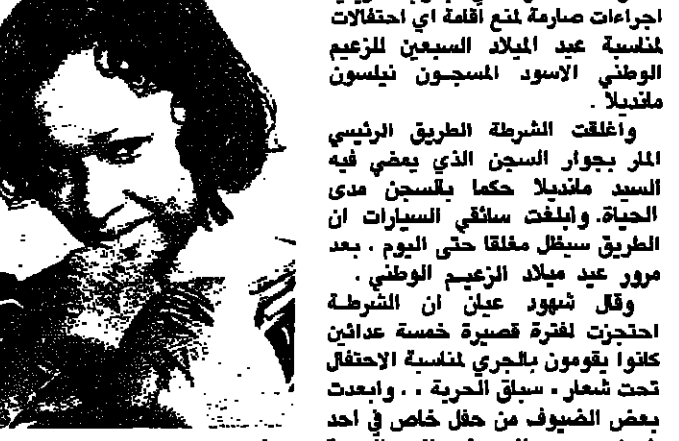 اجراءات صارمة لمنع اقامة اي احتفالات
لمناسبة عيد الميلاد السبعين للزعيم
الوطني الاسود المسجون نيلسون
مانديلا .
واغلقت الشرطة الطريق الرئيسي
المار بجوار السجن الذي يمضي فيه
السيد مانديلا حكما بالسجن مدى
الحياة. وابلغت سائقي السيارات ان
الطريق سيظل مغلقا حتى اليوم . بعد
مرور عيد ميلاد الزعيم الوطني .
وقال شهود عيان ان الشرطة
احتجزت لفترة قصيرة خمسة عدائين
كانوا يقومون بالجري لمناسبة الاحتفال
تحت شعار - سباق الحرية - . وابعدت
بعض الضيوف من حفل خاص في احد